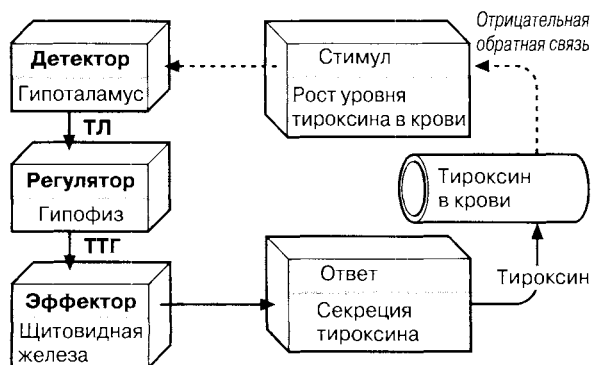 Отрицательная
обратная связь
Детектор
Гипоталамус
Стимул
Рост уровня
тироксина в крови
ТЛ
Регулятор
Гипофиз
Тироксин
в крови
ТТГ
Эффектор
Щитовидная
железа
Ответ
Секреция
тироксина
Тироксин